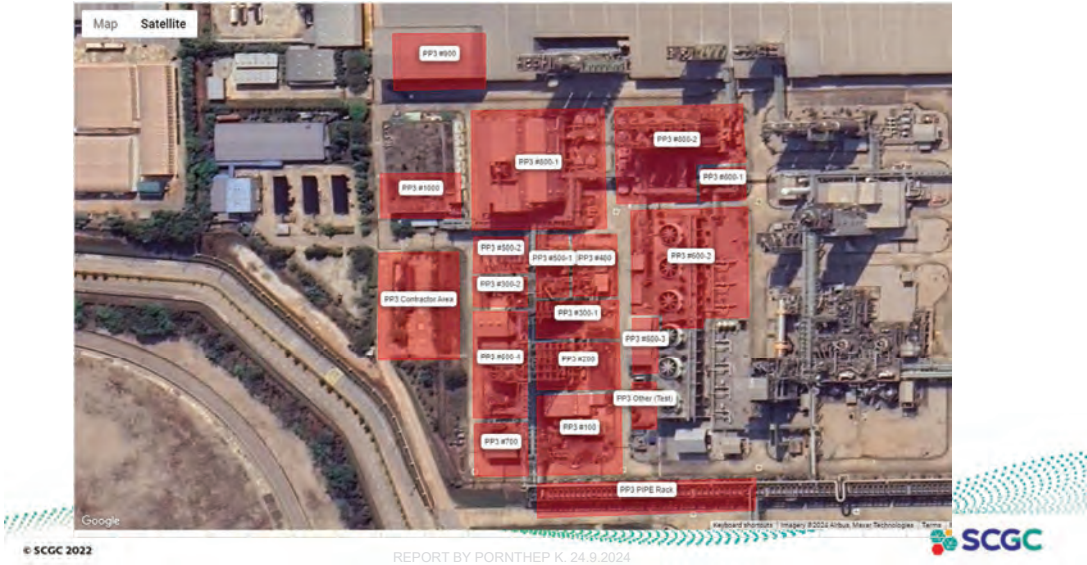 Map Satellite
PP3 #900
PP3 #800-1
PP3 #800-2
PP3 #1000
PP3 #600-1
PP3 #500-2
PP3 #500-1
PP3 #400
PP3 #600-2
PP3 #300-2
PP3 Contractor Area
PP3 #300-1
PP3 #600-3
PP3 #600-4
PP3 #200
PP3 Other (Test)
PP3 #100
PP3 #700
PP3 PIPE Rack
Google
Keyboard shortcuts Imagery ©2024 Airbus, Maxar Technologies Terms
© SCGC 2022
REPORT BY PORNTHEP K. 24.9.2024
SCGC